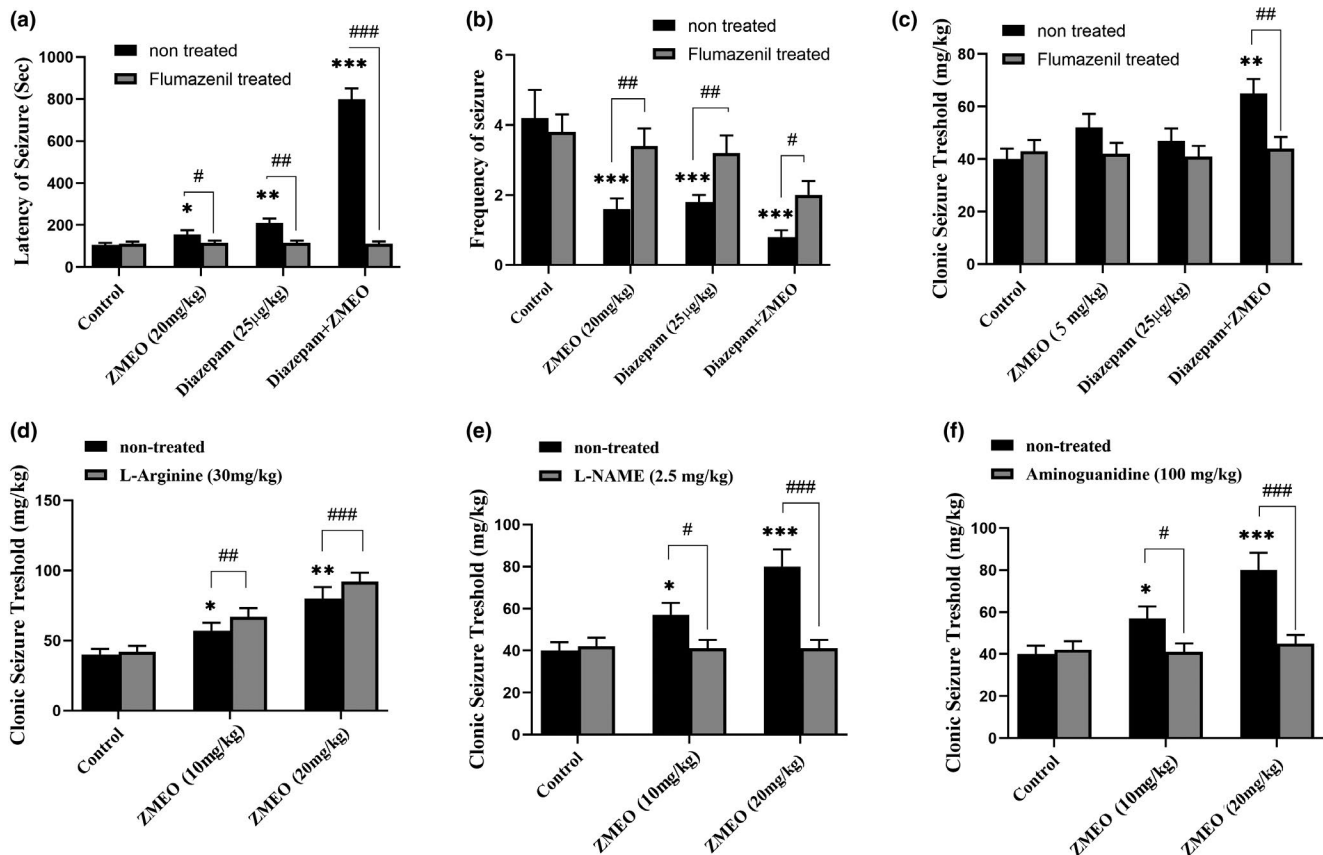 (a)
non treated
Flumazenil treated
Latency of Seizure (Sec)
1000
800
600
400
200
0
*
#
**
##
***
###
Control
ZMEO (20mg/kg)
Diazepam (25µg/kg)
Diazepam+ZMEO
(b)
non treated
Flumazenil treated
Frequency of seizure
6
4
2
0
***
##
***
##
***
#
Control
ZMEO (20mg/kg)
Diazepam (25µg/kg)
Diazepam+ZMEO
(c)
non treated
Flumazenil treated
Clonic Seizure Treshold (mg/kg)
80
60
40
20
0
**
##
Control
ZMEO ( 5 mg/kg)
Diazepam (25µg/kg)
Diazepam+ZMEO
(d)
non-treated
L-Arginine (30mg/kg)
Clonic Seizure Treshold (mg/kg)
150
100
50
0
*
##
**
###
Control
ZMEO (10mg/kg)
ZMEO (20mg/kg)
(e)
non-treated
L-NAME (2.5 mg/kg)
Clonic Seizure Treshold (mg/kg)
100
80
60
40
20
0
*
#
***
###
Control
ZMEO (10mg/kg)
ZMEO (20mg/kg)
(f)
non-treated
Aminoguanidine (100 mg/kg)
Clonic Seizure Treshold (mg/kg)
100
80
60
40
20
0
*
#
***
###
Control
ZMEO (10mg/kg)
ZMEO (20mg/kg)